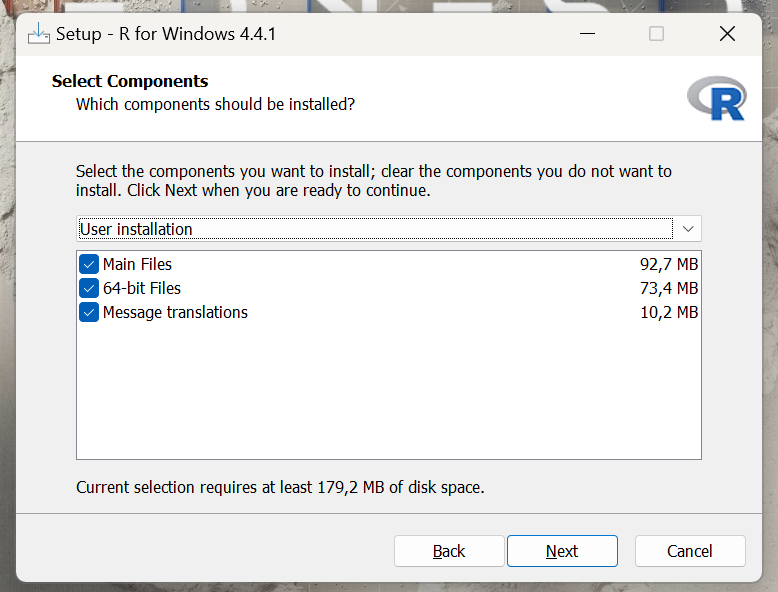 Setup - R for Windows 4.4.1
Select Components
Which components should be installed?
R
Select the components you want to install; clear the components you do not want to
install. Click Next when you are ready to continue.
User installation
Main Files 92,7 MB
64-bit Files 73,4 MB
Message translations 10,2 MB
Current selection requires at least 179,2 MB of disk space.
Back Next Cancel